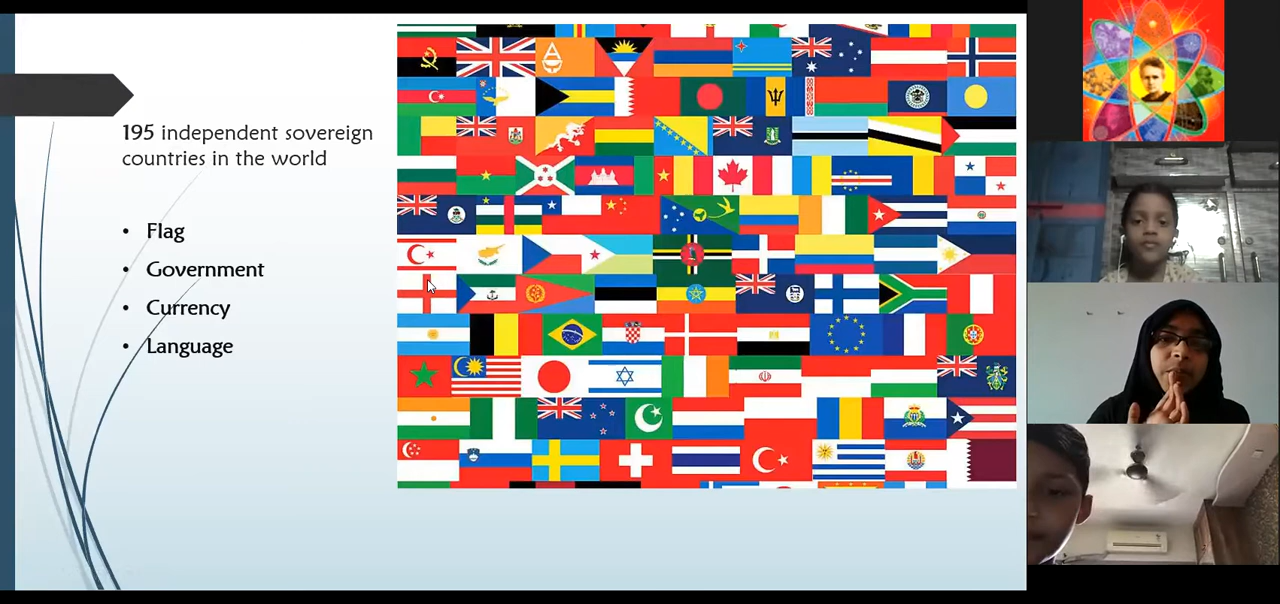 195 independent sovereign
countries in the world
• Flag
• Government
• Currency
• Language